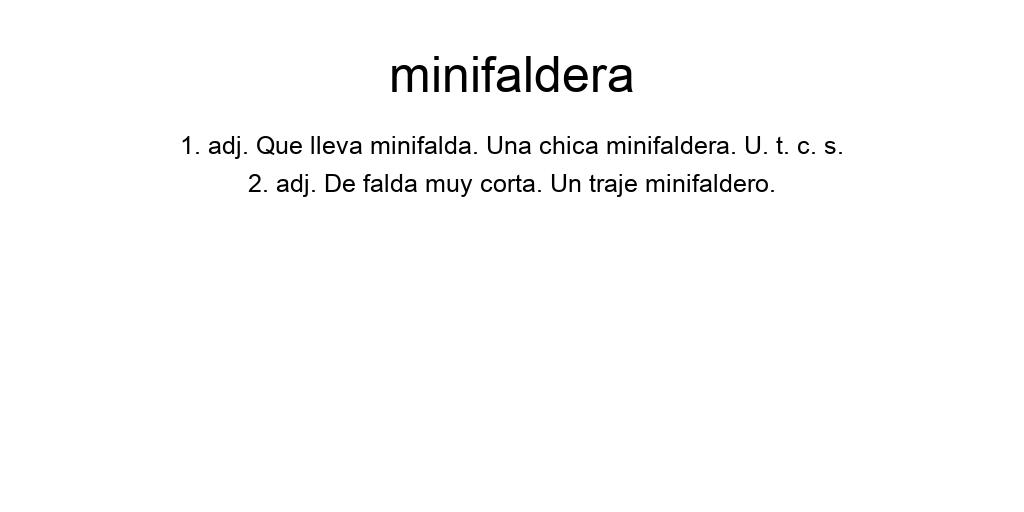 minifaldera
1. adj. Que lleva minifalda. Una chica minifaldera. U. t. c. s.
2. adj. De falda muy corta. Un traje minifaldero.